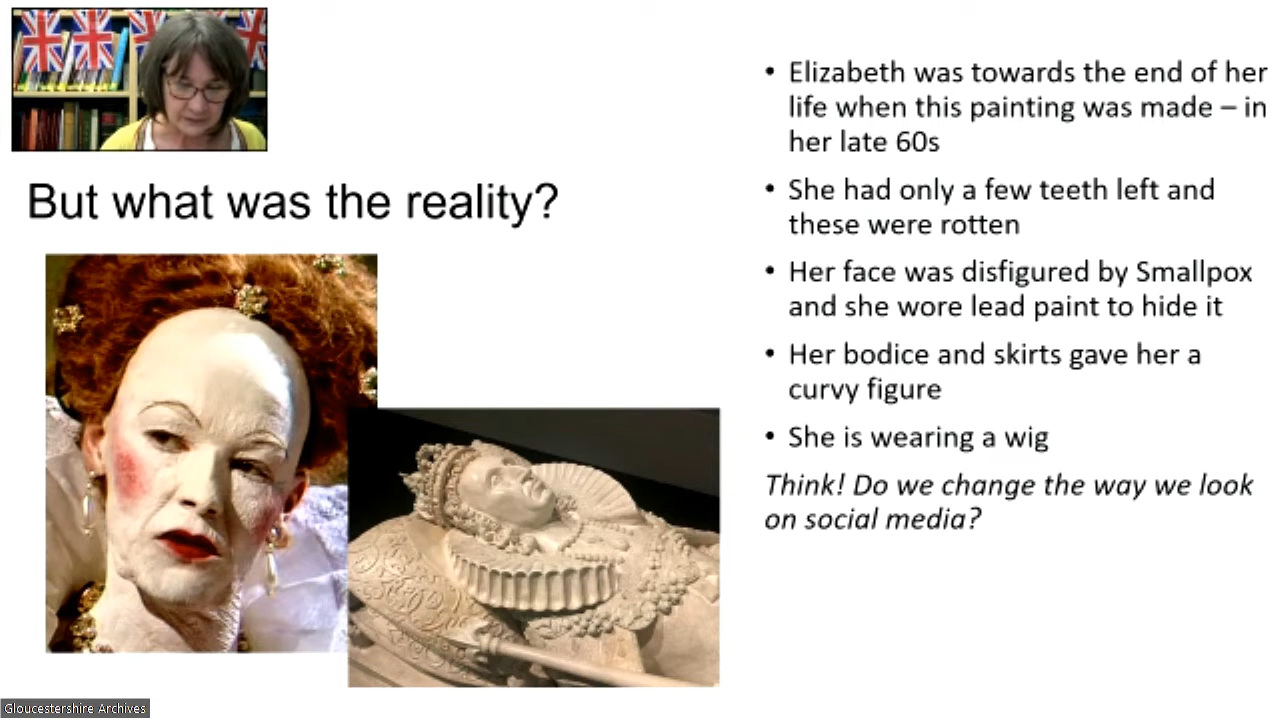 But what was the reality?
• Elizabeth was towards the end of her
life when this painting was made – in
her late 60s
• She had only a few teeth left and
these were rotten
• Her face was disfigured by Smallpox
and she wore lead paint to hide it
• Her bodice and skirts gave her a
curvy figure
• She is wearing a wig
Think! Do we change the way we look
on social media?
Gloucestershire Archives